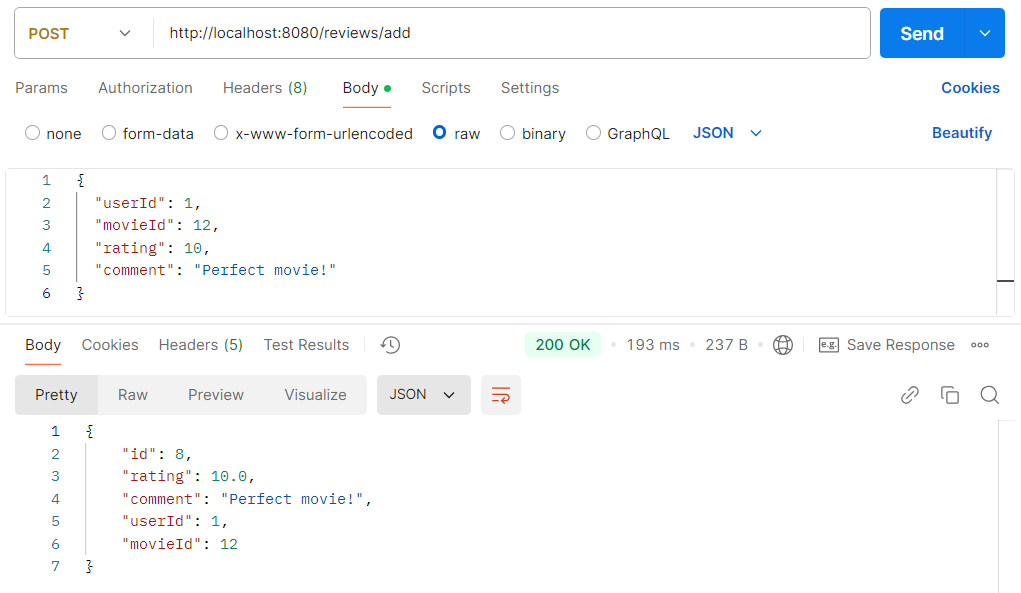 POST http://localhost:8080/reviews/add Send
Params Authorization Headers (8) Body Scripts Settings Cookies
none form-data x-www-form-urlencoded raw binary GraphQL JSON Beautify
1 {
2 "userId": 1,
3 "movieId": 12,
4 "rating": 10,
5 "comment": "Perfect movie!"
6 }
Body Cookies Headers (5) Test Results 200 OK 193 ms 237 B e.g. Save Response
Pretty Raw Preview Visualize JSON
1 {
2 "id": 8,
3 "rating": 10.0,
4 "comment": "Perfect movie!",
5 "userId": 1,
6 "movieId": 12
7 }